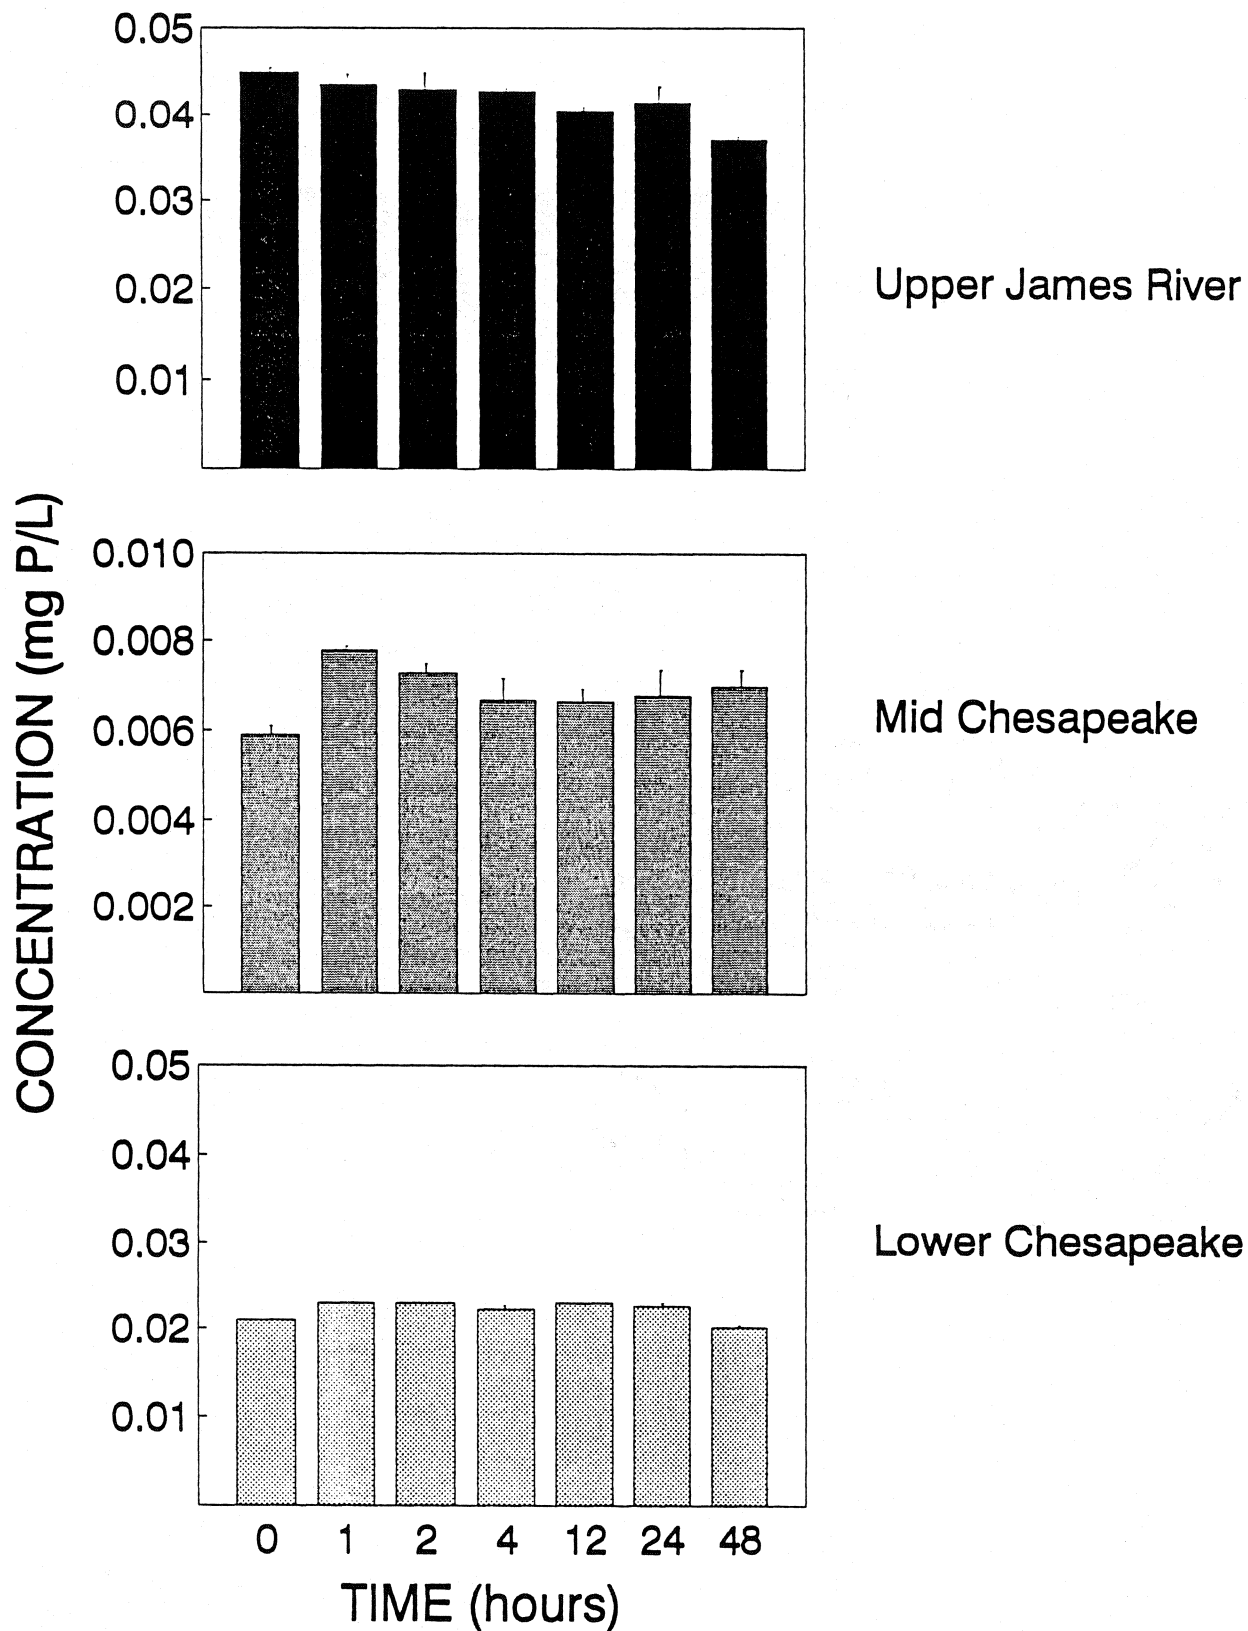 0.05
0.04
0.03
0.02
0.01
Upper James River
CONCENTRATION (mg P/L)
0.010
0.008
0.006
0.004
0.002
Mid Chesapeake
0.05
0.04
0.03
0.02
0.01
Lower Chesapeake
0 1 2 4 12 24 48
TIME (hours)